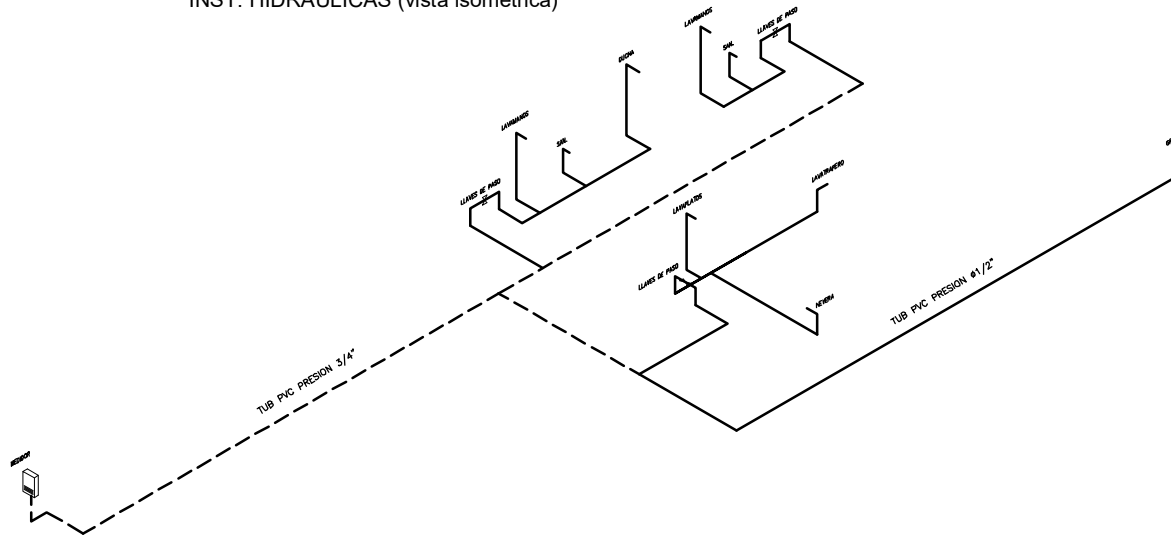 INST. HIDRAULICAS (vista isometrica)
LAVAMANOS
LLAVES DE PASO
SANI.
DUCHA
LAVAMANOS
SANI.
LLAVES DE PASO
LAVATRAPERO
LAVAPLATOS
LLAVES DE PASO
NEVERA
TUB PVC PRESION Ø1/2"
TUB PVC PRESION 3/4"
MEDIDOR